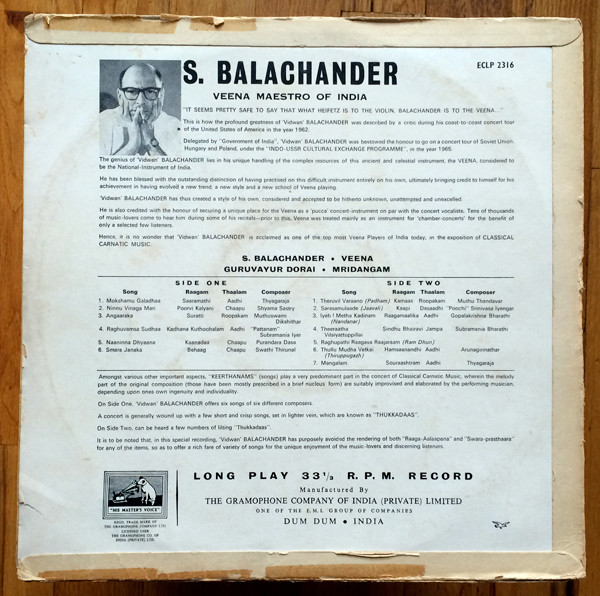 S. BALACHANDER
ECLP 2316
VEENA MAESTRO OF INDIA
"IT SEEMS PRETTY SAFE TO SAY THAT WHAT HEIFETZ IS TO THE VIOLIN, BALACHANDER IS TO THE VEENA..."
This is how the profound greatness of 'Vidwan' BALACHANDER was described by a critic during his coast-to-coast concert tour
of the United States of America in the year 1962.
Delegated by "Government of India", 'Vidwan' BALACHANDER was bestowed the honour to go on a concert tour of Soviet Union,
Hungary and Poland, under the "INDO-USSR CULTURAL EXCHANGE PROGRAMME", in the year 1965.
The genius of 'Vidwan' BALACHANDER lies in his unique handling of the complex resources of this ancient and celestial instrument, the VEENA, considered to
be the National-Instrument of India.
He has been blessed with the outstanding distinction of having practised on this difficult instrument entirely on his own, ultimately bringing credit to himself for his
achievement in having evolved a new trend, a new style and a new school of Veena playing.
'Vidwan' BALACHANDER has thus created a style of his own, considered and accepted to be hitherto unknown, unattempted and unexcelled.
He is also credited with the honour of securing a unique place for the Veena as a 'pucca' concert-instrument on par with the concert vocalists. Tens of thousands
of music-lovers come to hear him during some of his recitals—prior to this, Veena was treated mainly as an instrument for 'chamber-concerts' for the benefit of
only a selected few listeners.
Hence, it is no wonder that 'Vidwan' BALACHANDER is acclaimed as one of the top most Veena Players of India today, in the exposition of CLASSICAL
CARNATIC MUSIC.
S. BALACHANDER • VEENA
GURUVAYUR DORAI • MRIDANGAM
SIDE ONE
Song Raagam Thaalam Composer
1. Mokshamu Galadhaa Saaramathi Aadhi Thyagaraja
2. Ninnu Vinaga Mari Poorvi Kalyani Chaapu Shyama Sastry
3. Angaaraka Suratti Roopakam Muthuswami
Dikshithar
4. Raghuvamsa Sudhaa Kadhana Kuthoohalam Aadhi "Pattanam"
Subramania Iyer
5. Naaninna Dhyaana Kaanadaa Chaapu Purandara Dasa
6. Smara Janaka Behaag Chaapu Swathi Thirunal
SIDE TWO
Song Raagam Thaalam Composer
1. Theruvil Varaano (Padham) Kamaas Roopakam Muthu Thandavar
2. Sarasamulaade (Jaavali) Kaapi Desaadhi "Poochi" Srinivasa Iyengar
3. Iyeh ! Metha Kadinam Raagamaalika Aadhi Gopalakrishna Bharathi
(Nandanar)
4. Theeraatha Sindhu Bhairavi Jampa Subramania Bharathi
Vilaiyattuppillai
5. Raghupathi Raagava Raajaraam (Ram Dhun)
6. Thullu Mudha Vetkai Hamsaanandhi Aadhi Arunagirinathar
(Thiruppugazh)
7. Mangalam Souraashtram Aadhi Thyagaraja
Amongst various other important aspects, "KEERTHANAMS" (songs) play a very predominant part in the concert of Classical Carnatic Music, wherein the melody
part of the original composition (those have been mostly prescribed in a brief nucleus form) are suitably improvised and elaborated by the performing musician,
depending upon ones own ingenuity and individuality.
On Side One, 'Vidwan' BALACHANDER offers six songs of six different composers.
A concert is generally wound up with a few short and crisp songs, set in lighter vein, which are known as "THUKKADAAS".
On Side Two, can be heard a few numbers of lilting "Thukkadaas".
It is to be noted that, in this special recording, 'Vidwan' BALACHANDER has purposely avoided the rendering of both "Raaga-Aalaapana" and "Swara-prasthaara"
for any of the items, so as to offer a rich fare of variety of songs for the unique enjoyment of the music-lovers and discerning listeners.
LONG PLAY 33 1/3 R. P. M. RECORD
Manufactured By
THE GRAMOPHONE COMPANY OF INDIA (PRIVATE) LIMITED
ONE OF THE E.M.I. GROUP OF COMPANIES
DUM DUM • INDIA
"HIS MASTER'S VOICE"
REGD. TRADE MARK OF
THE GRAMOPHONE COMPANY LTD.
LICENSED USER
THE GRAMOPHONE CO. OF
INDIA (PRIVATE) LTD.